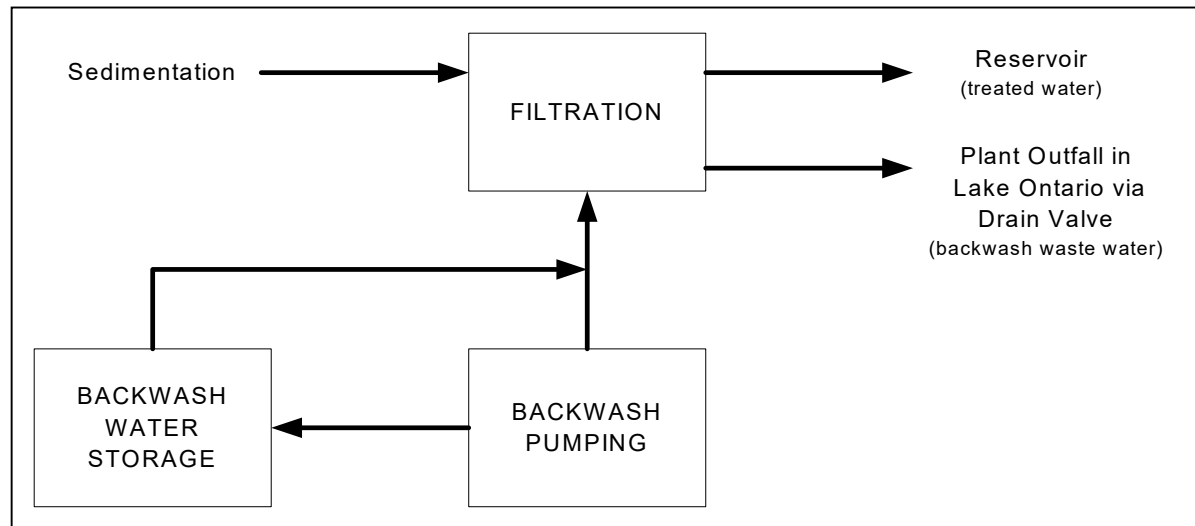 Sedimentation
FILTRATION
Reservoir
(treated water)
Plant Outfall in
Lake Ontario via
Drain Valve
(backwash waste water)
BACKWASH
WATER
STORAGE
BACKWASH
PUMPING